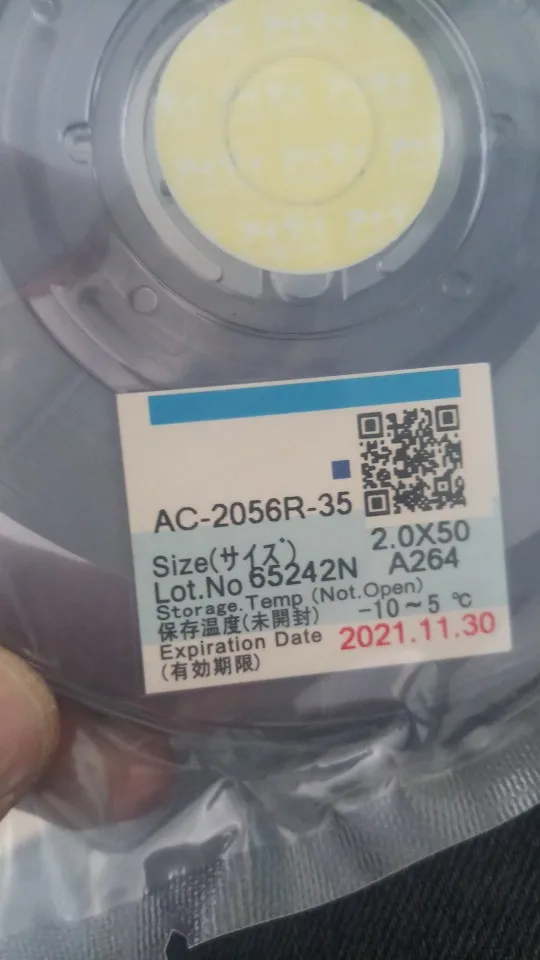 AC-2056R-35
Size(サイズ) 2.0X50
Lot.No 65242N A264
Storage.Temp (Not.Open)
保存温度(未開封) -10~5 ℃
Expiration Date 2021.11.30
(有効期限)